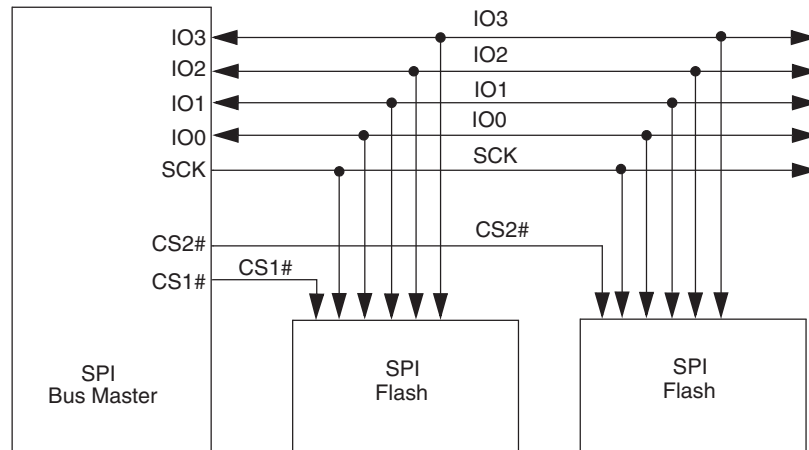 IO3
IO3
IO2
IO2
IO1
IO1
IO0
IO0
SCK
SCK
CS2#
CS2#
CS1#
CS1#
SPI
Bus Master
SPI
Flash
SPI
Flash